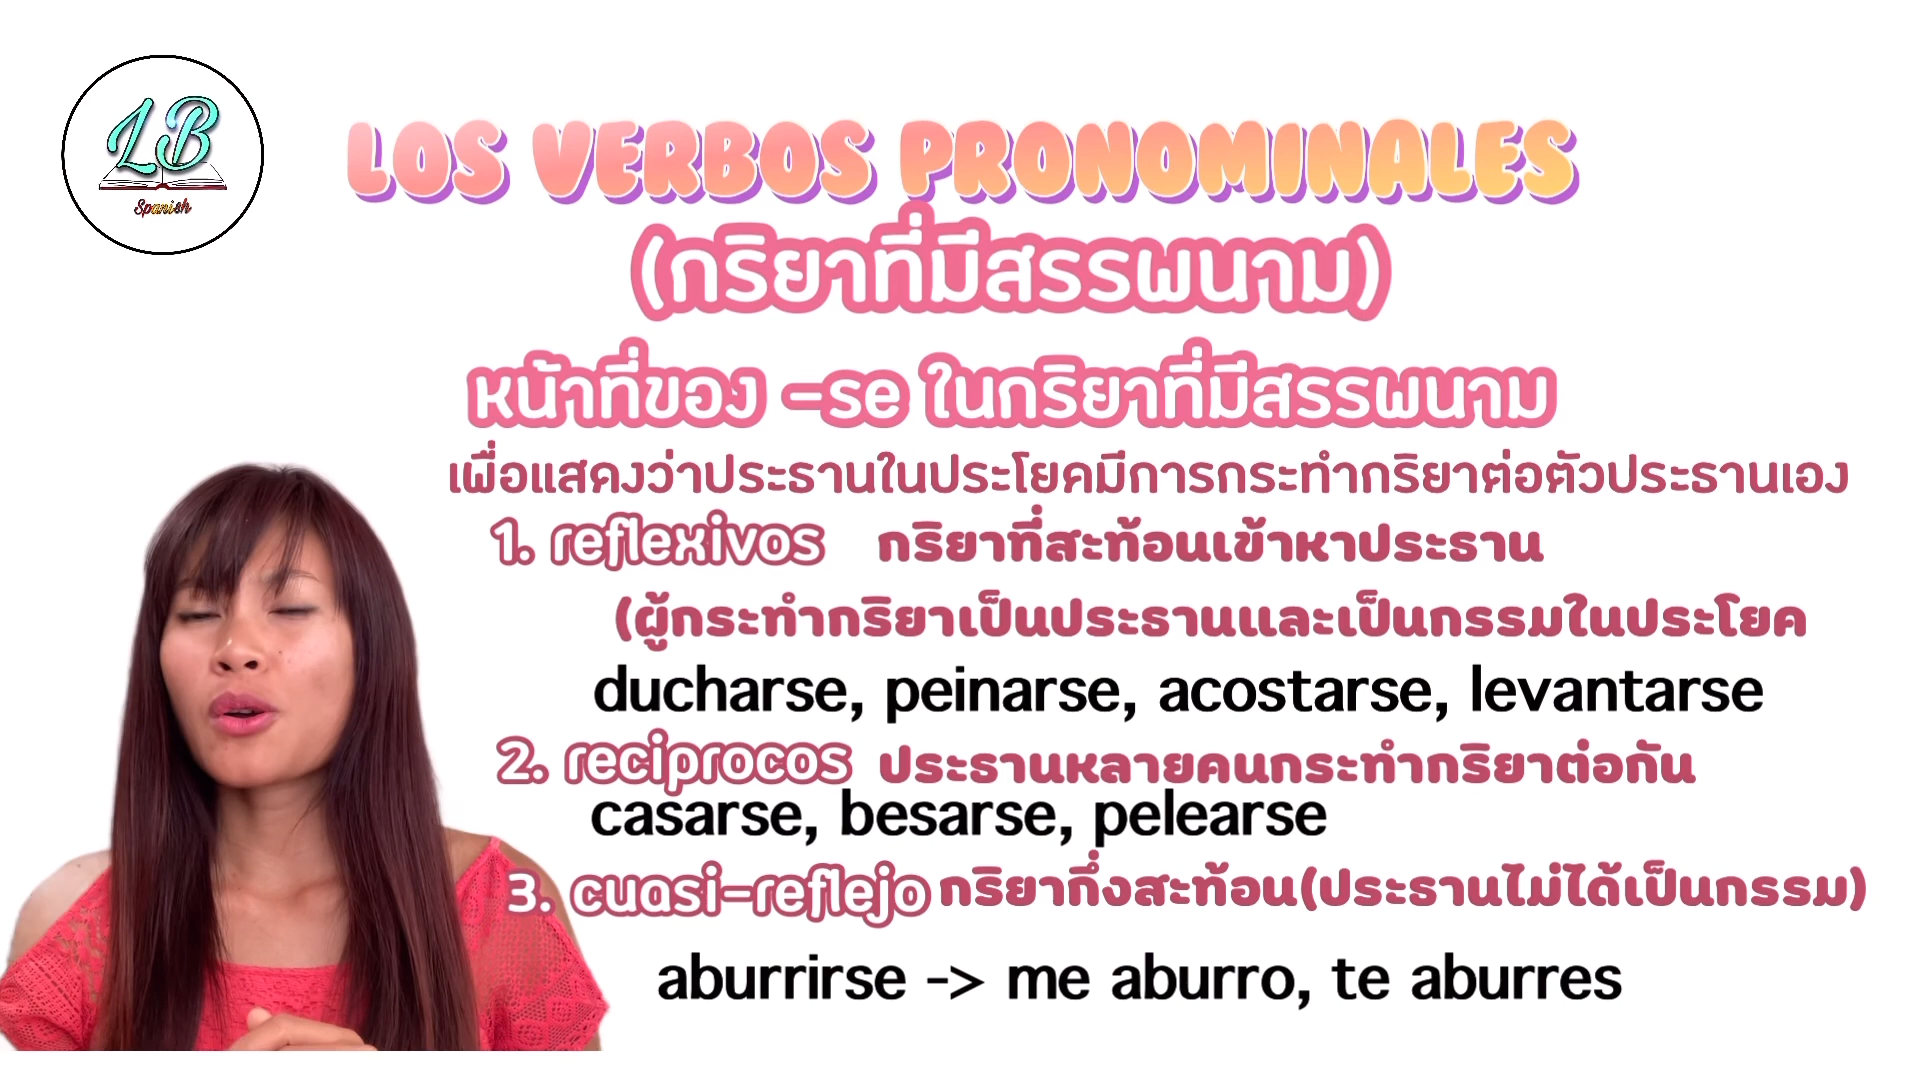 LB
Spanish
LOS VERBOS PRONOMINALES
(กริยาที่มีสรรพนาม)
หน้าที่ของ -se ในกริยาที่มีสรรพนาม
เพื่อแสดงว่าประธานในประโยคมีการกระทำกริยาต่อตัวประธานเอง
1. reflexivos กริยาที่สะท้อนเข้าหาประธาน
(ผู้กระทำกริยาเป็นประธานและเป็นกรรมในประโยค
ducharse, peinarse, acostarse, levantarse
2. reciprocos ประธานหลายคนกระทำกริยาต่อกัน
casarse, besarse, pelearse
3. cuasi-reflejo กริยากึ่งสะท้อน(ประธานไม่ได้เป็นกรรม)
aburrirse -> me aburro, te aburres